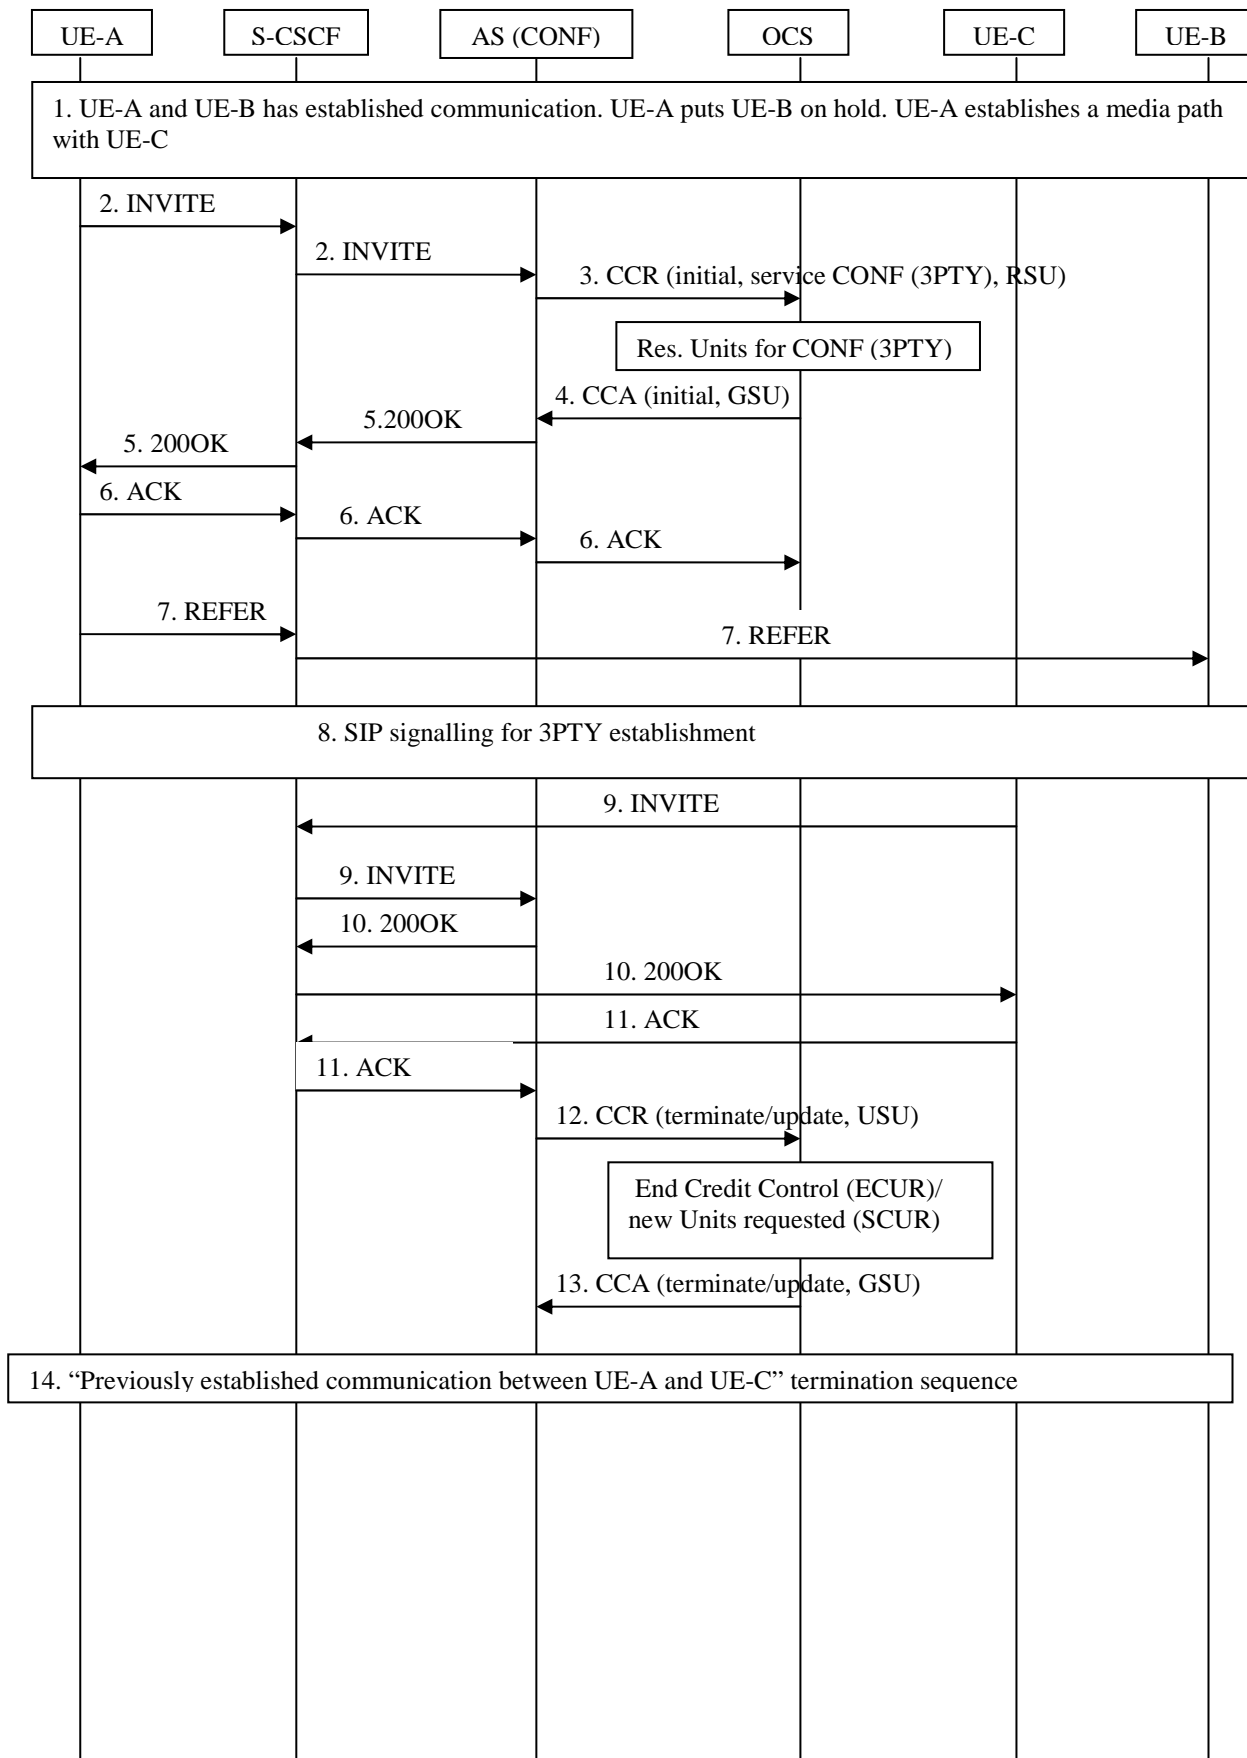 UE-A S-CSCF AS (CONF) OCS UE-C UE-B
1. UE-A and UE-B has established communication. UE-A puts UE-B on hold. UE-A establishes a media path
with UE-C
2. INVITE
2. INVITE
3. CCR (initial, service CONF (3PTY), RSU)
Res. Units for CONF (3PTY)
4. CCA (initial, GSU)
5.200OK
5. 200OK
6. ACK
6. ACK
6. ACK
7. REFER
7. REFER
8. SIP signalling for 3PTY establishment
9. INVITE
9. INVITE
10. 200OK
10. 200OK
11. ACK
11. ACK
12. CCR (terminate/update, USU)
End Credit Control (ECUR)/
new Units requested (SCUR)
13. CCA (terminate/update, GSU)
14. “Previously established communication between UE-A and UE-C” termination sequence